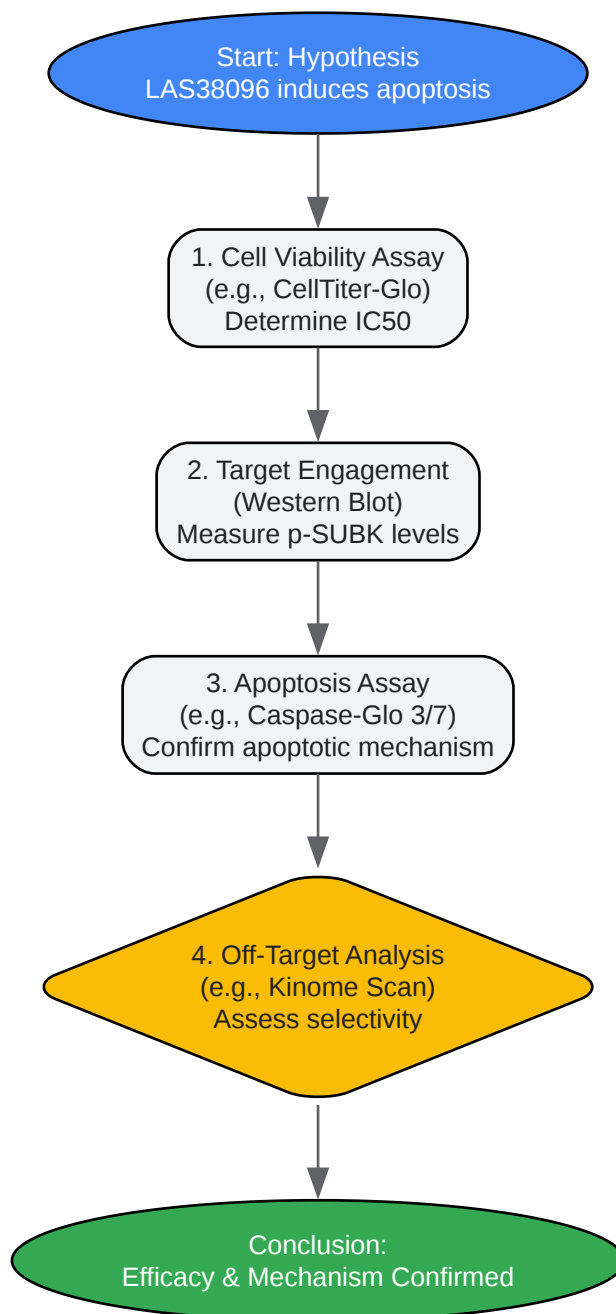 Start: Hypothesis
LAS38096 induces apoptosis
1. Cell Viability Assay
(e.g., CellTiter-Glo)
Determine IC50
2. Target Engagement
(Western Blot)
Measure p-SUBK levels
3. Apoptosis Assay
(e.g., Caspase-Glo 3/7)
Confirm apoptotic mechanism
4. Off-Target Analysis
(e.g., Kinome Scan)
Assess selectivity
Conclusion:
Efficacy & Mechanism Confirmed